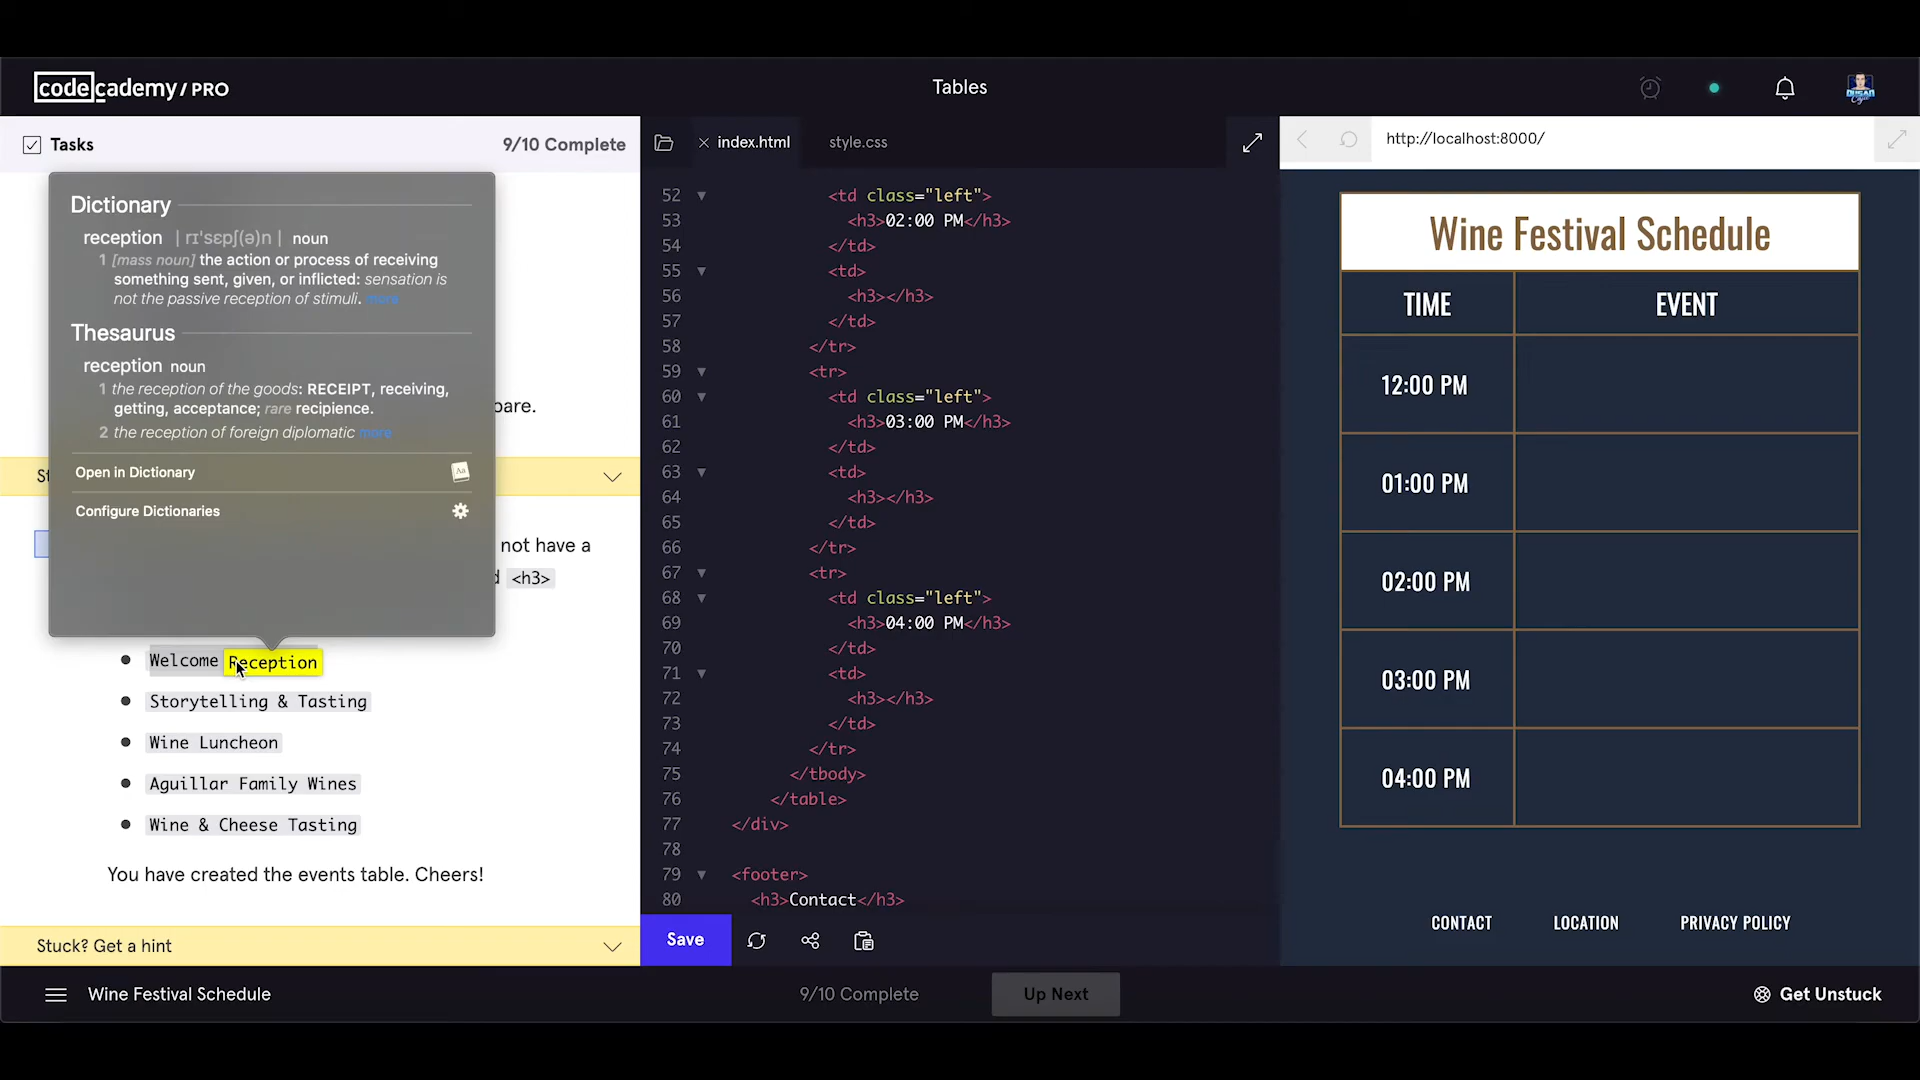 codecademy / PRO
Tables
Tasks
9/10 Complete
Dictionary
reception | rɪˈsɛpʃ(ə)n | noun
1 [mass noun] the action or process of receiving
something sent, given, or inflicted: sensation is
not the passive reception of stimuli. more
Thesaurus
reception noun
1 the reception of the goods: RECEIPT, receiving,
getting, acceptance; rare recipience.
2 the reception of foreign diplomatic more
Open in Dictionary
Configure Dictionaries
pare.
St
not have a
d <h3>
Welcome Reception
Storytelling & Tasting
Wine Luncheon
Aguillar Family Wines
Wine & Cheese Tasting
You have created the events table. Cheers!
Stuck? Get a hint
index.html
style.css
52 <td class="left">
53 <h3>02:00 PM</h3>
54 </td>
55 <td>
56 <h3></h3>
57 </td>
58 </tr>
59 <tr>
60 <td class="left">
61 <h3>03:00 PM</h3>
62 </td>
63 <td>
64 <h3></h3>
65 </td>
66 </tr>
67 <tr>
68 <td class="left">
69 <h3>04:00 PM</h3>
70 </td>
71 <td>
72 <h3></h3>
73 </td>
74 </tr>
75 </tbody>
76 </table>
77 </div>
78
79 <footer>
80 <h3>Contact</h3>
Save
http://localhost:8000/
Wine Festival Schedule
TIME EVENT
12:00 PM
01:00 PM
02:00 PM
03:00 PM
04:00 PM
CONTACT LOCATION PRIVACY POLICY
Wine Festival Schedule
9/10 Complete
Up Next
Get Unstuck